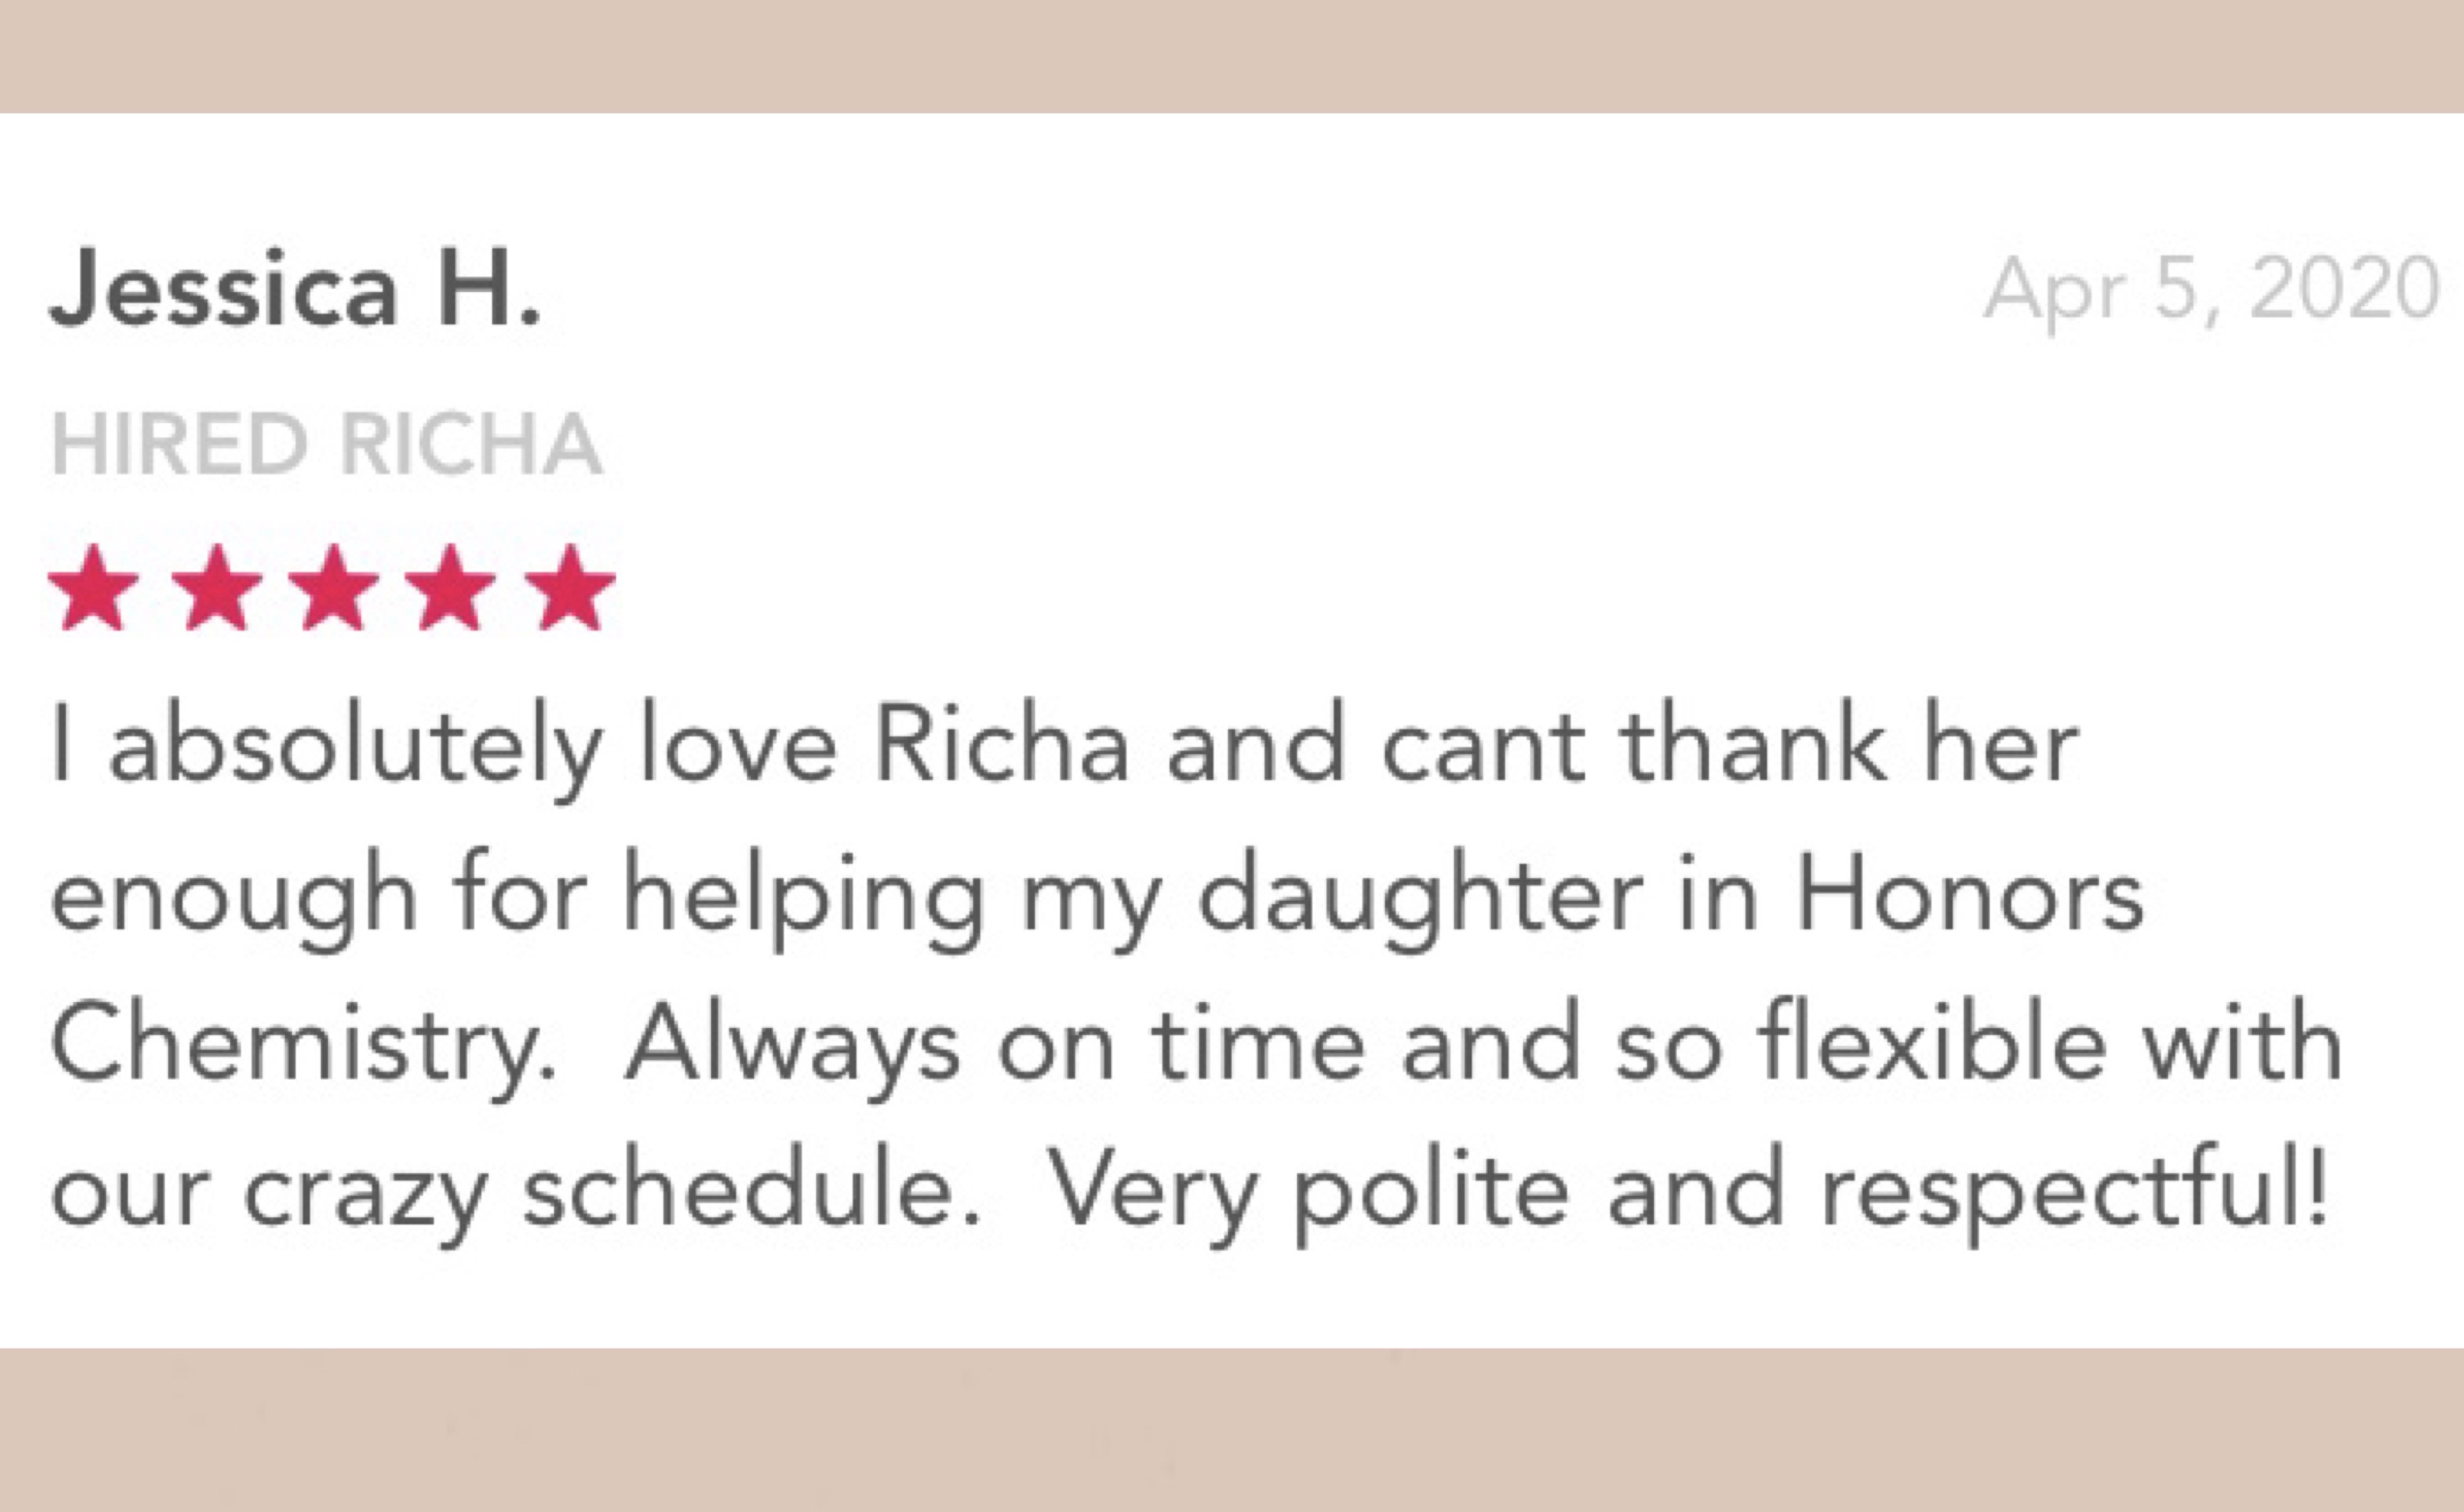 Jessica H.
Apr 5, 2020
HIRED RICHA
★★★★★
I absolutely love Richa and cant thank her
enough for helping my daughter in Honors
Chemistry.  Always on time and so flexible with
our crazy schedule.  Very polite and respectful!